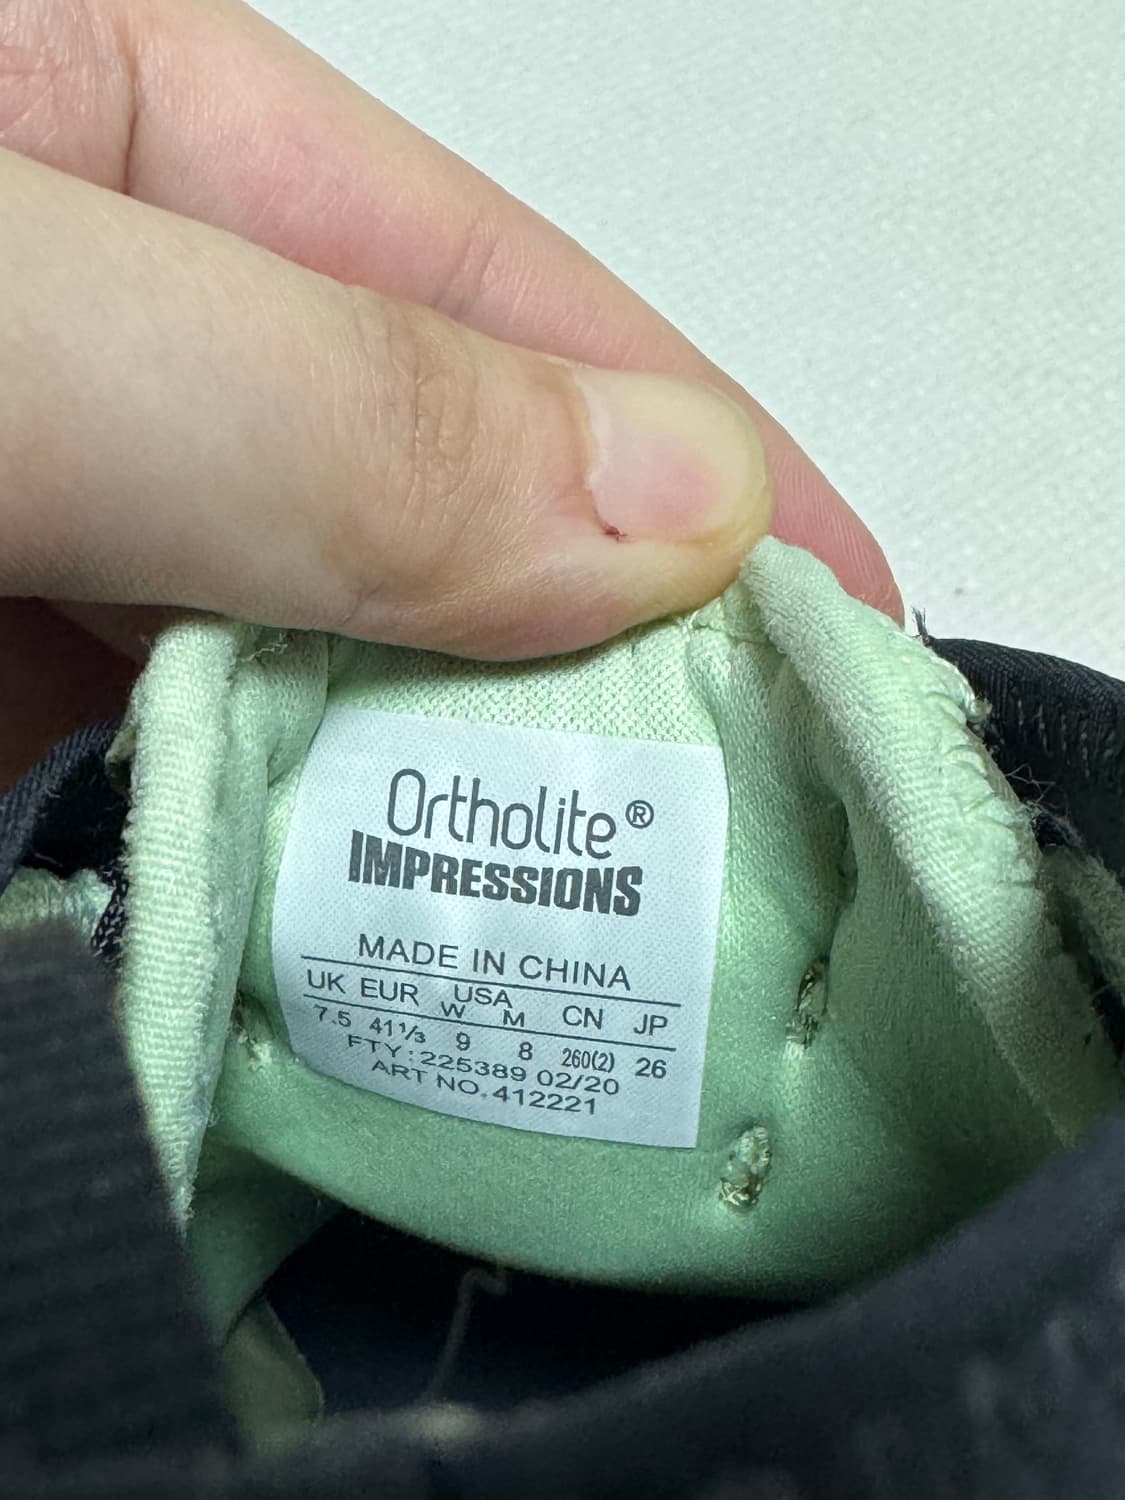 Ortholite®
IMPRESSIONS
MADE IN CHINA
UK EUR USA CN JP
W M
7.5 41⅓ 9 8 260(2) 26
FTY: 225389 02/20
ART NO. 412221